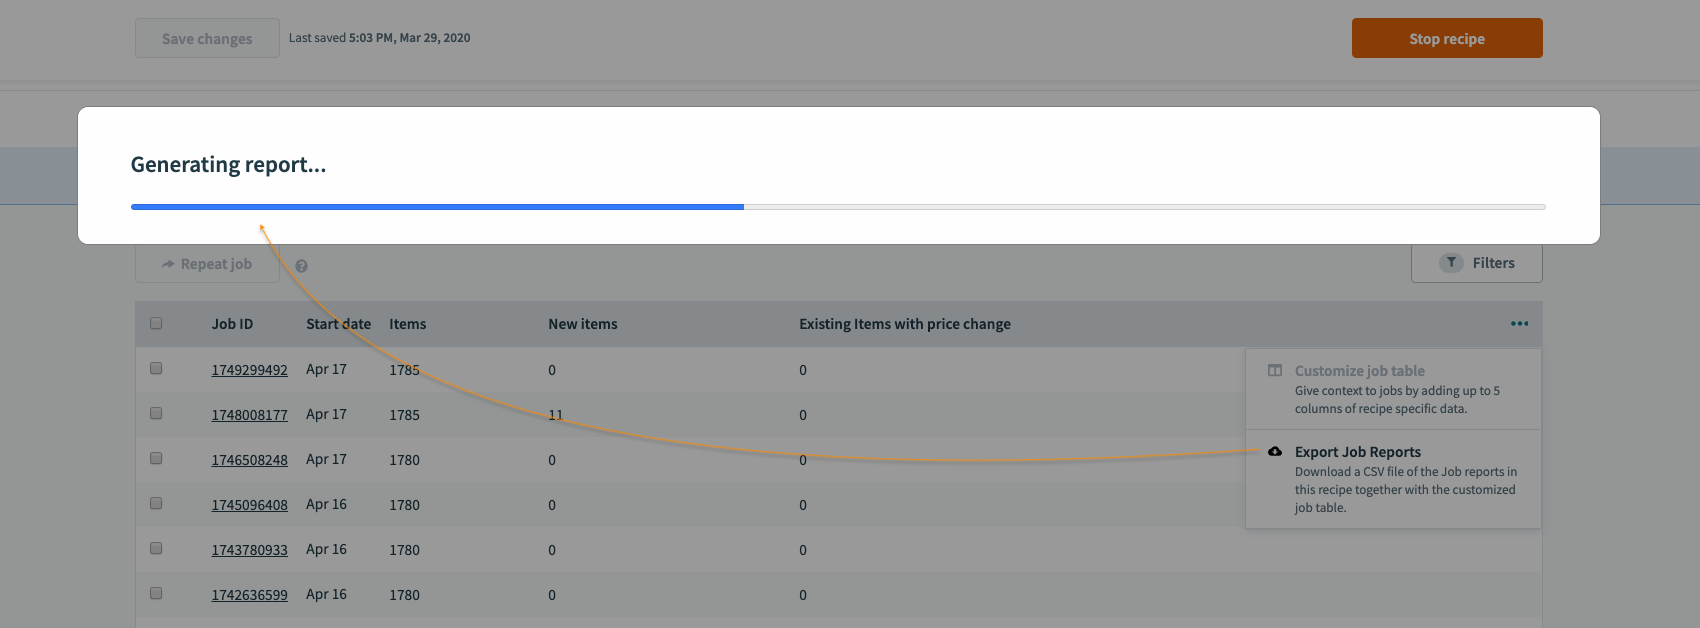 Save changes
Last saved 5:03 PM, Mar 29, 2020
Stop recipe
Generating report...
Repeat job
Filters
Job ID Start date Items New items Existing Items with price change
1749299492 Apr 17 1785 0 0
1748008177 Apr 17 1785 11 0
1746508248 Apr 17 1780 0 0
1745096408 Apr 16 1780 0 0
1743780933 Apr 16 1780 0 0
1742636599 Apr 16 1780 0 0
Customize job table
Give context to jobs by adding up to 5
columns of recipe specific data.
Export Job Reports
Download a CSV file of the Job reports in
this recipe together with the customized
job table.